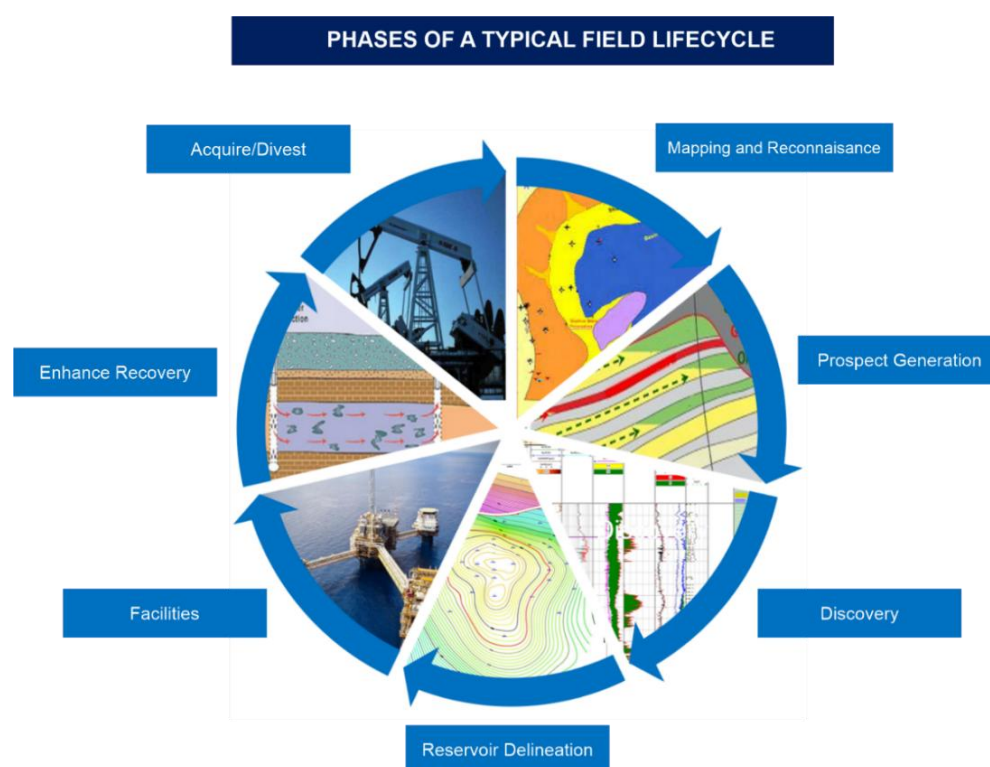 PHASES OF A TYPICAL FIELD LIFECYCLE
Acquire/Divest
Mapping and Reconnaisance
Enhance Recovery
Prospect Generation
Facilities
Discovery
Reservoir Delineation